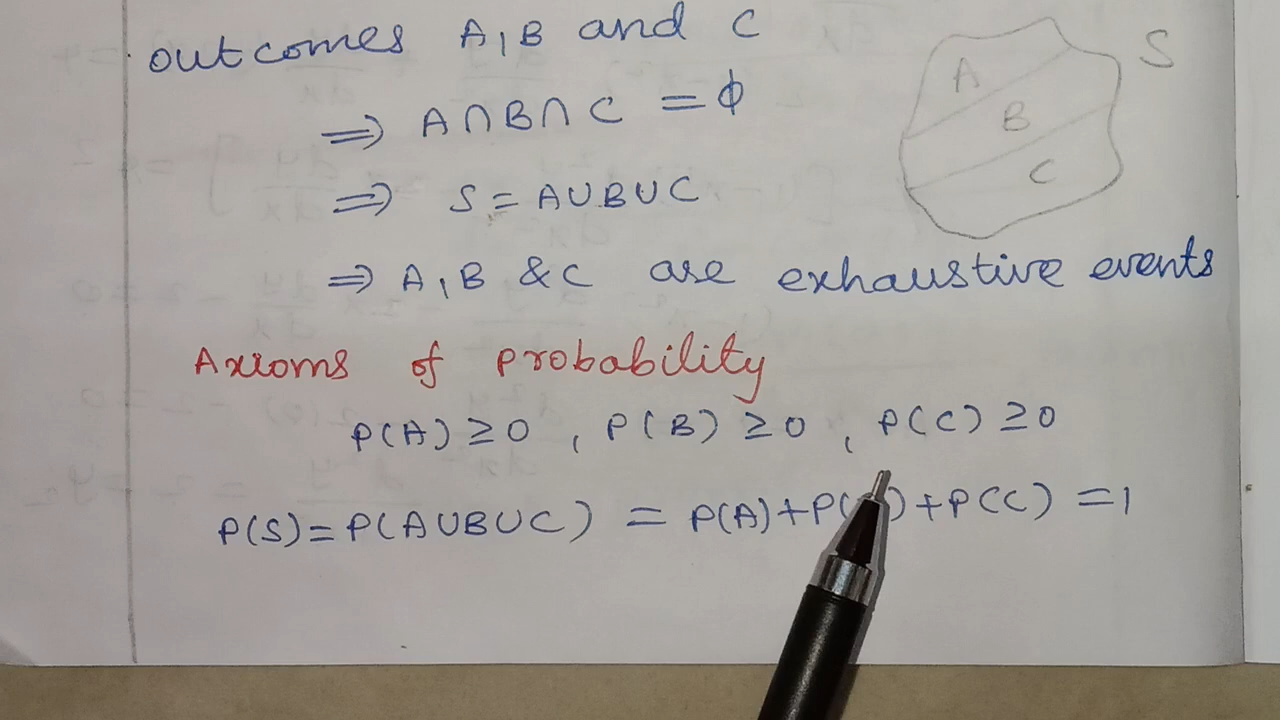 outcomes A, B and C
S
A
⇒ A∩B∩C = ϕ
B
C
⇒ S = A∪B∪C
⇒ A, B & C are exhaustive events
Axioms of probability
P(A) ≥ 0 , P(B) ≥ 0 , P(C) ≥ 0
P(S) = P(A∪B∪C) = P(A)+P( )+P(C) = 1